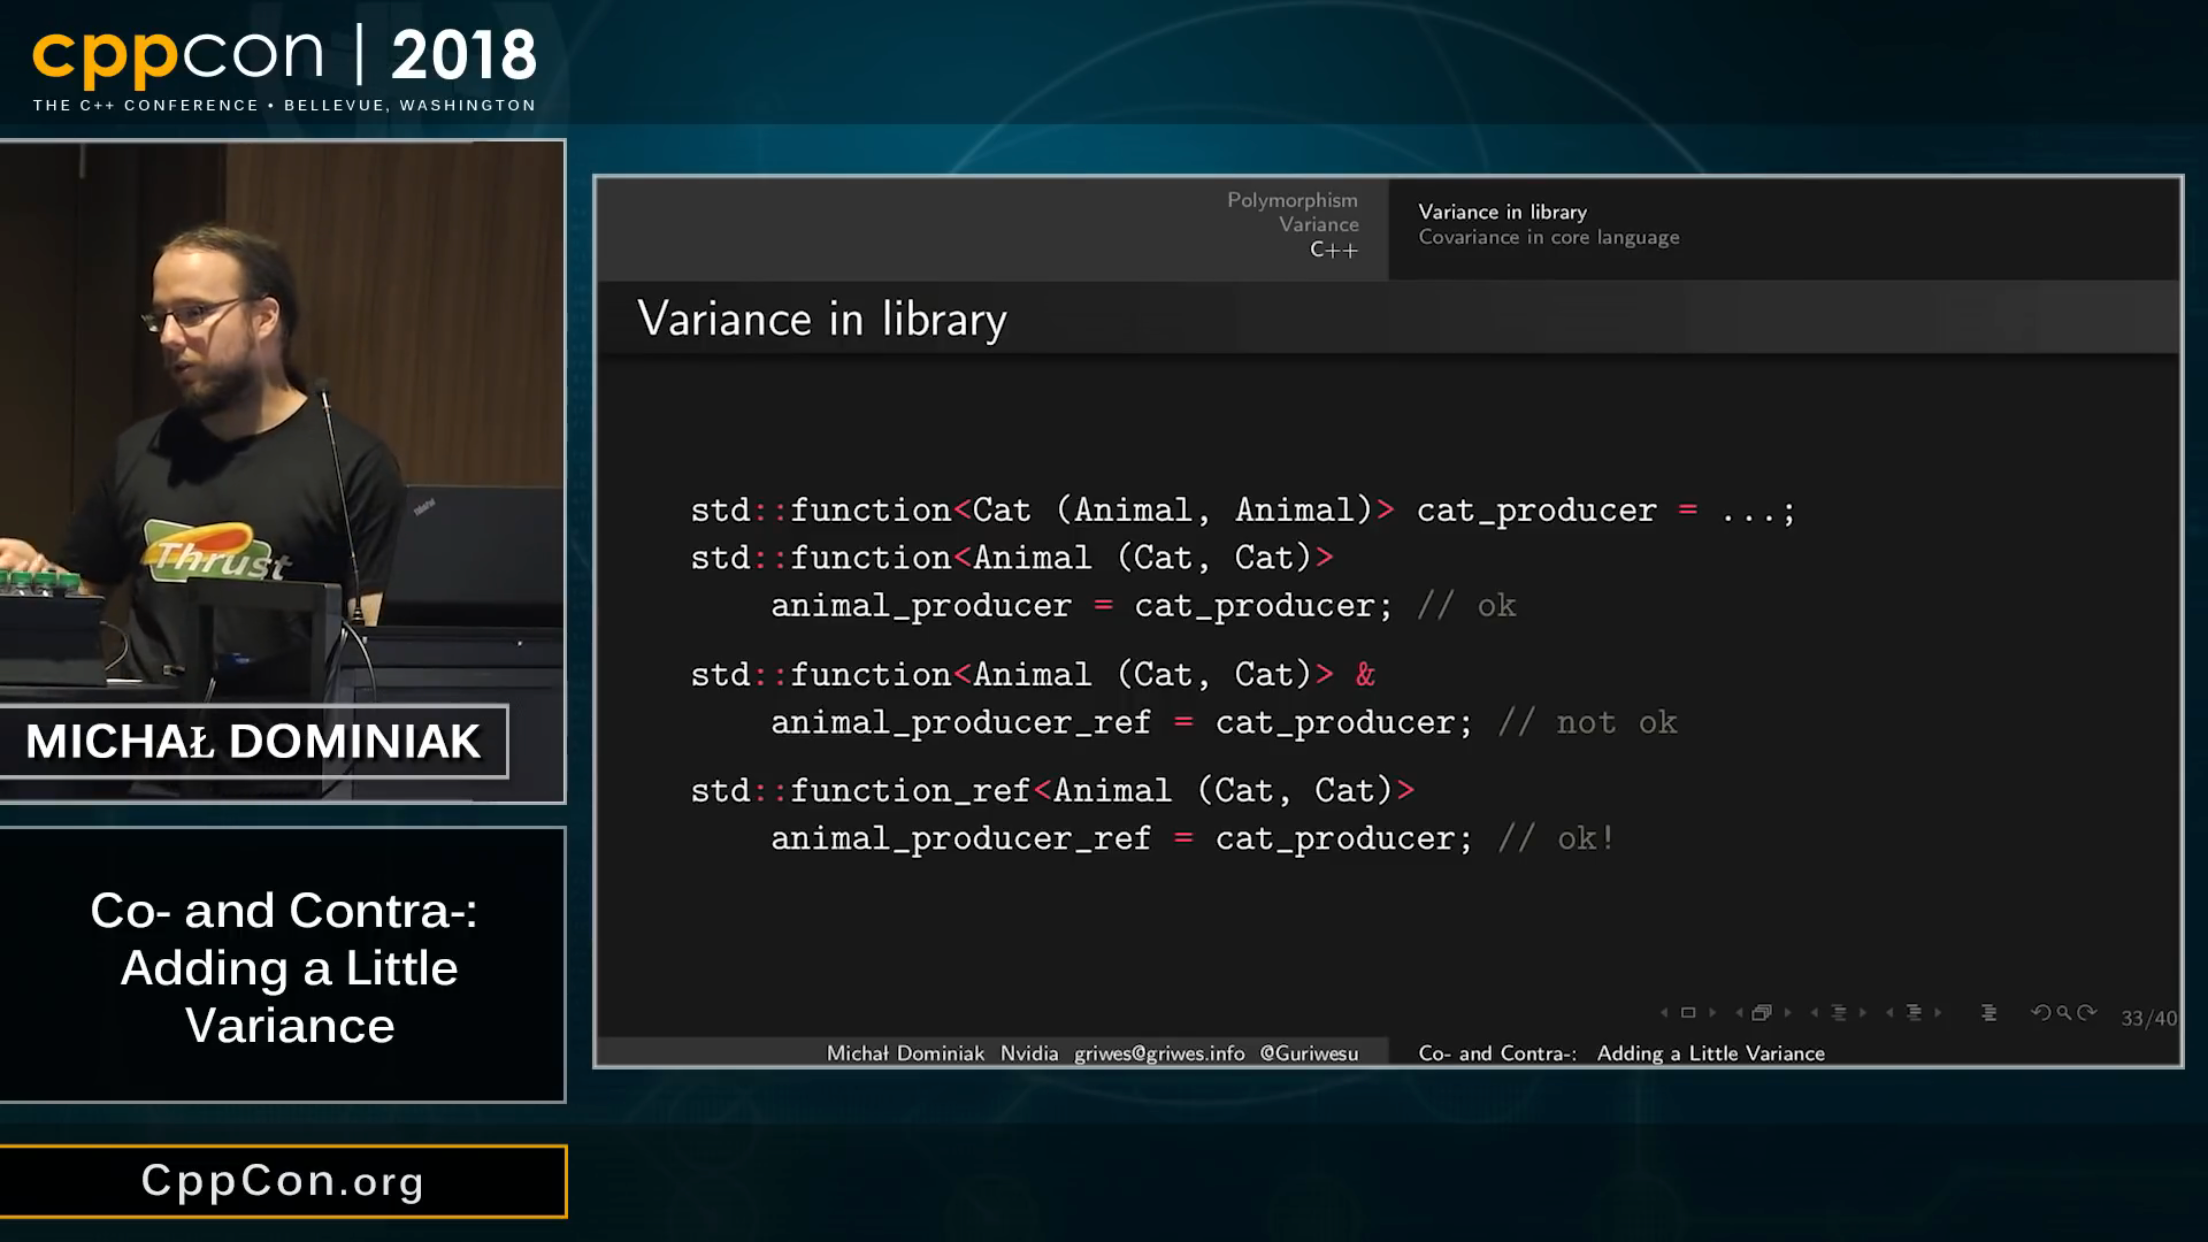 cppcon | 2018
THE C++ CONFERENCE • BELLEVUE, WASHINGTON
Thrust
ThinkPad
MICHAŁ DOMINIAK
Co- and Contra-:
Adding a Little
Variance
CppCon.org
Polymorphism
Variance
C++
Variance in library
Covariance in core language
Variance in library
std::function<Cat (Animal, Animal)> cat_producer = ...;
std::function<Animal (Cat, Cat)>
animal_producer = cat_producer; // ok
std::function<Animal (Cat, Cat)> &
animal_producer_ref = cat_producer; // not ok
std::function_ref<Animal (Cat, Cat)>
animal_producer_ref = cat_producer; // ok!
33/40
Michał Dominiak Nvidia griwes@griwes.info @Guriwesu
Co- and Contra-: Adding a Little Variance